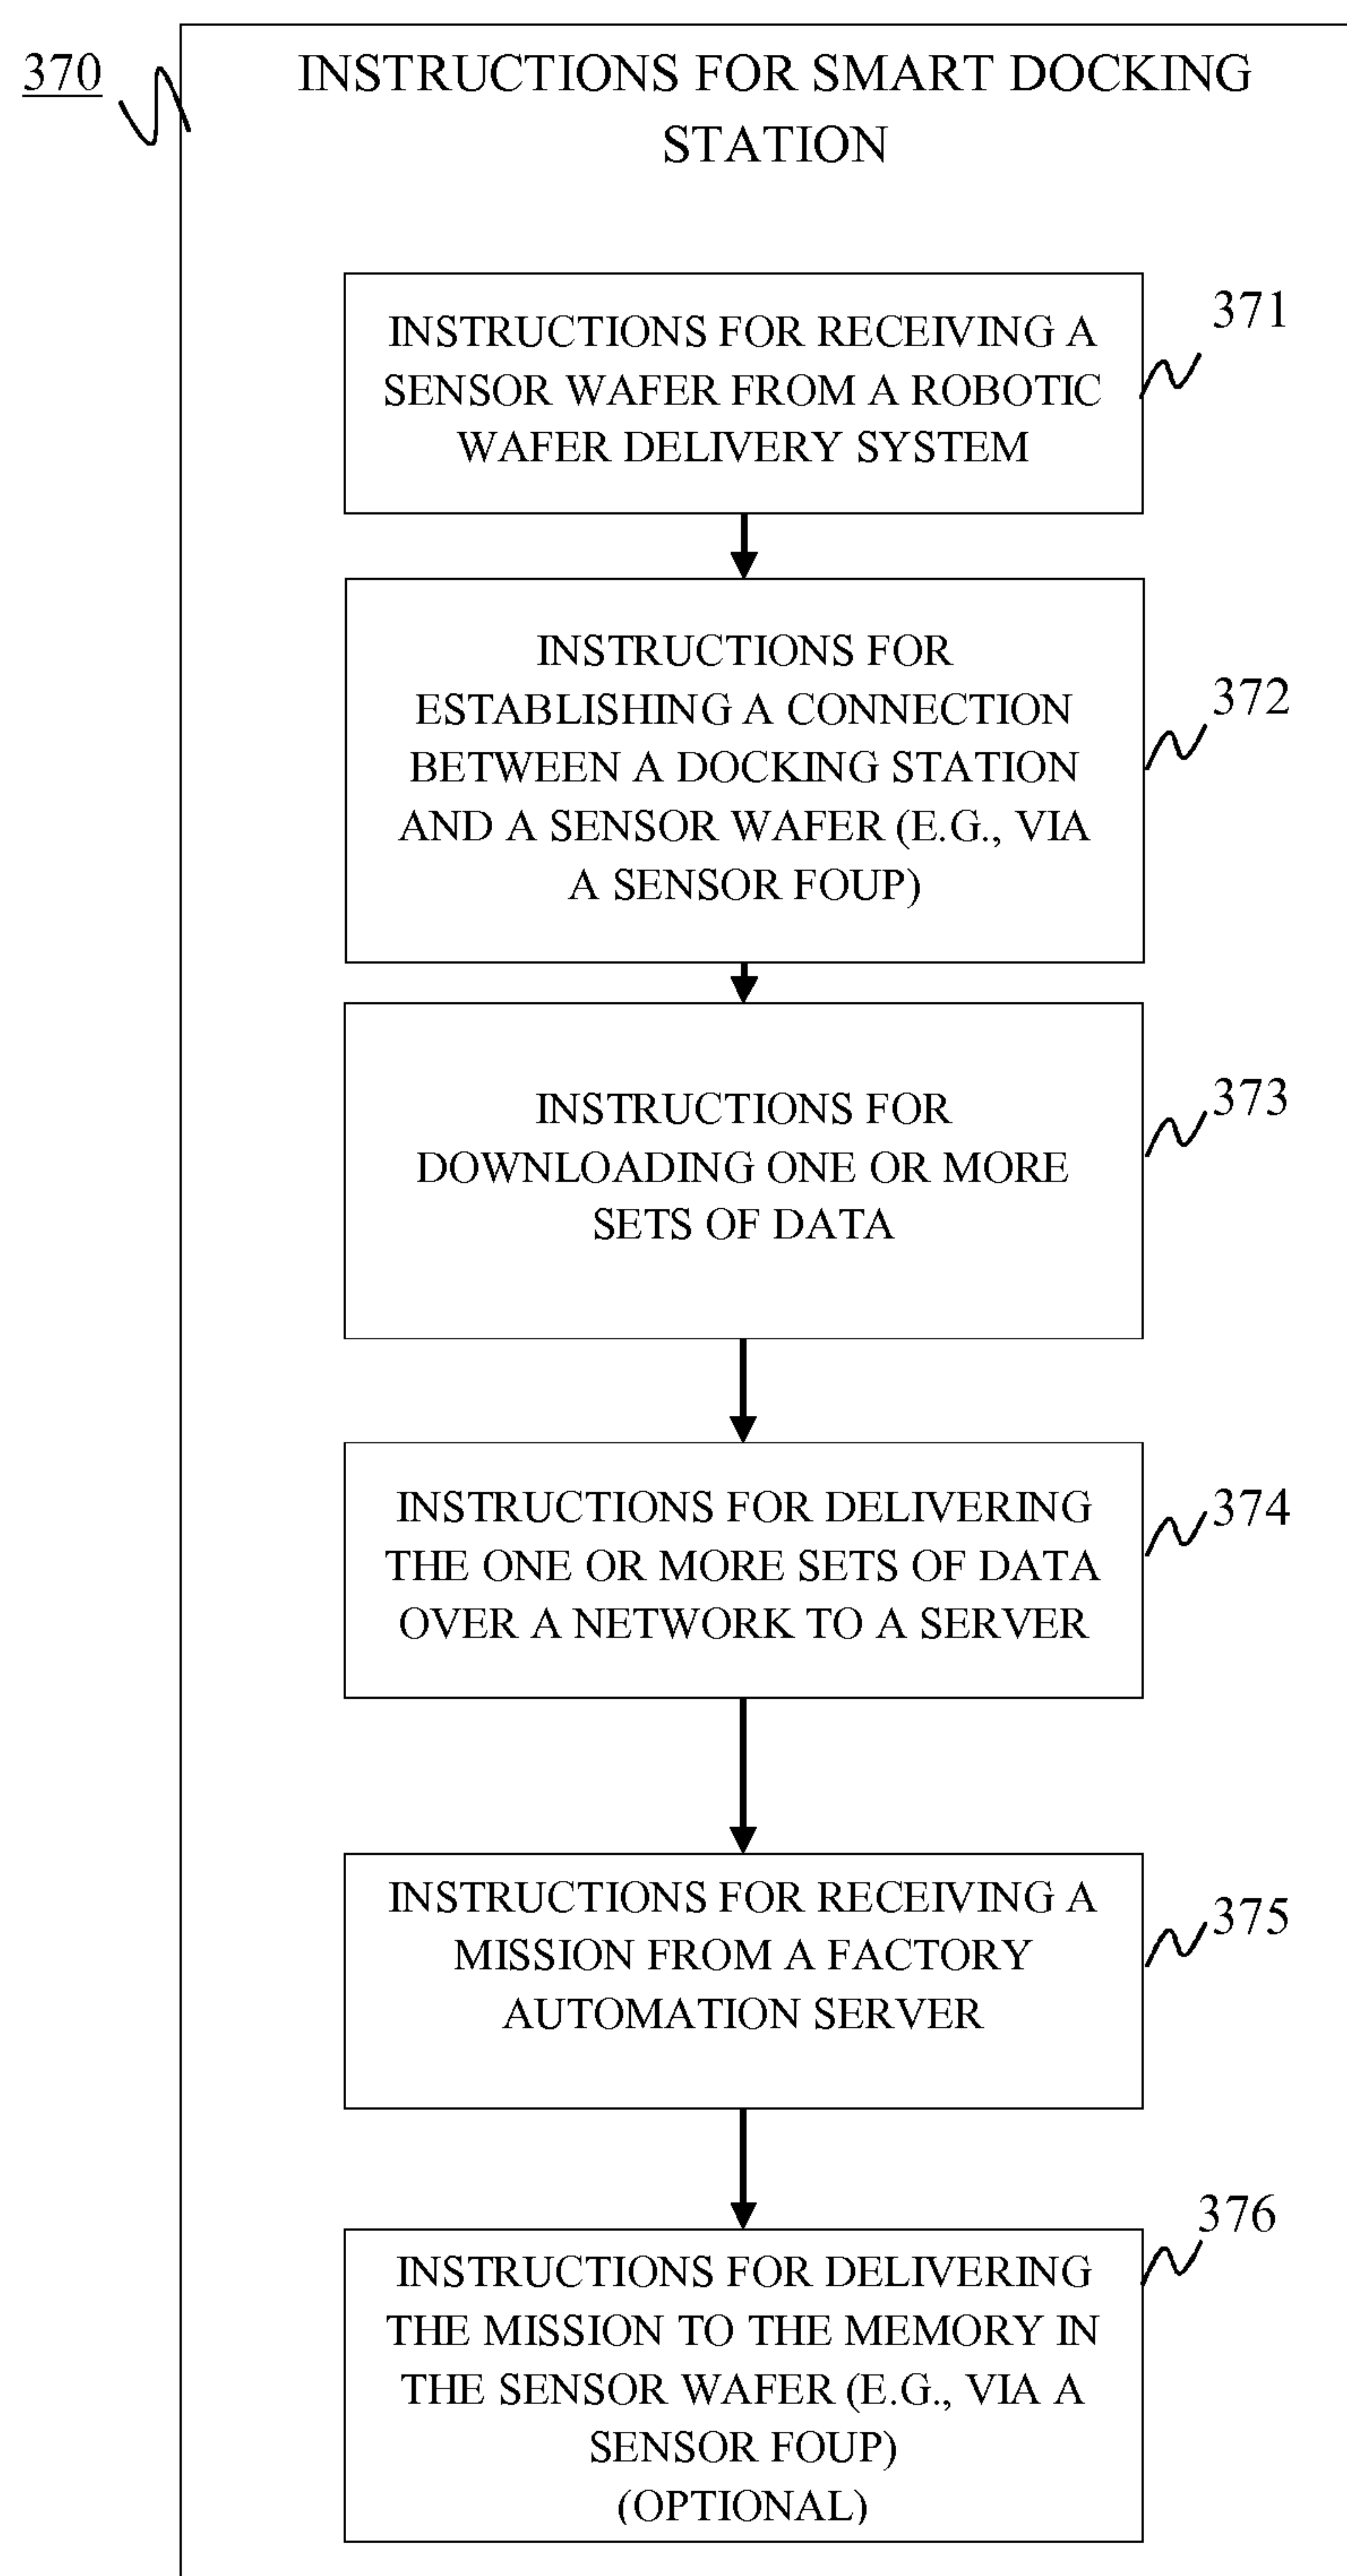 370
INSTRUCTIONS FOR SMART DOCKING
STATION
INSTRUCTIONS FOR RECEIVING A
SENSOR WAFER FROM A ROBOTIC
WAFER DELIVERY SYSTEM
371
INSTRUCTIONS FOR
ESTABLISHING A CONNECTION
BETWEEN A DOCKING STATION
AND A SENSOR WAFER (E.G., VIA
A SENSOR FOUP)
372
INSTRUCTIONS FOR
DOWNLOADING ONE OR MORE
SETS OF DATA
373
INSTRUCTIONS FOR DELIVERING
THE ONE OR MORE SETS OF DATA
OVER A NETWORK TO A SERVER
374
INSTRUCTIONS FOR RECEIVING A
MISSION FROM A FACTORY
AUTOMATION SERVER
375
INSTRUCTIONS FOR DELIVERING
THE MISSION TO THE MEMORY IN
THE SENSOR WAFER (E.G., VIA A
SENSOR FOUP)
(OPTIONAL)
376